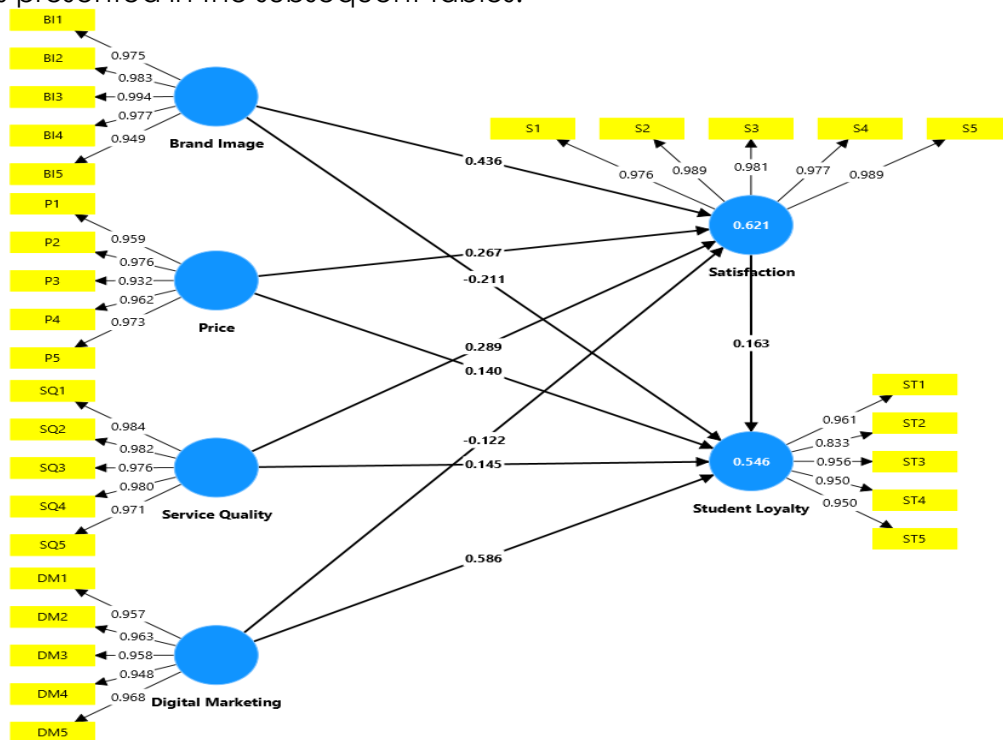 s presented in the subsequent tables.
BI1
BI2
BI3
BI4
BI5
0.975
0.983
0.994
0.977
0.949
Brand Image
P1
P2
P3
P4
P5
0.959
0.976
0.932
0.962
0.973
Price
SQ1
SQ2
SQ3
SQ4
SQ5
0.984
0.982
0.976
0.980
0.971
Service Quality
DM1
DM2
DM3
DM4
DM5
0.957
0.963
0.958
0.948
0.968
Digital Marketing
0.436
0.267
-0.211
0.289
0.140
-0.122
0.145
0.586
S1 S2 S3 S4 S5
0.976 0.989 0.981 0.977 0.989
0.621
Satisfaction
0.163
ST1
ST2
ST3
ST4
ST5
0.961
0.833
0.956
0.950
0.950
0.546
Student Loyalty